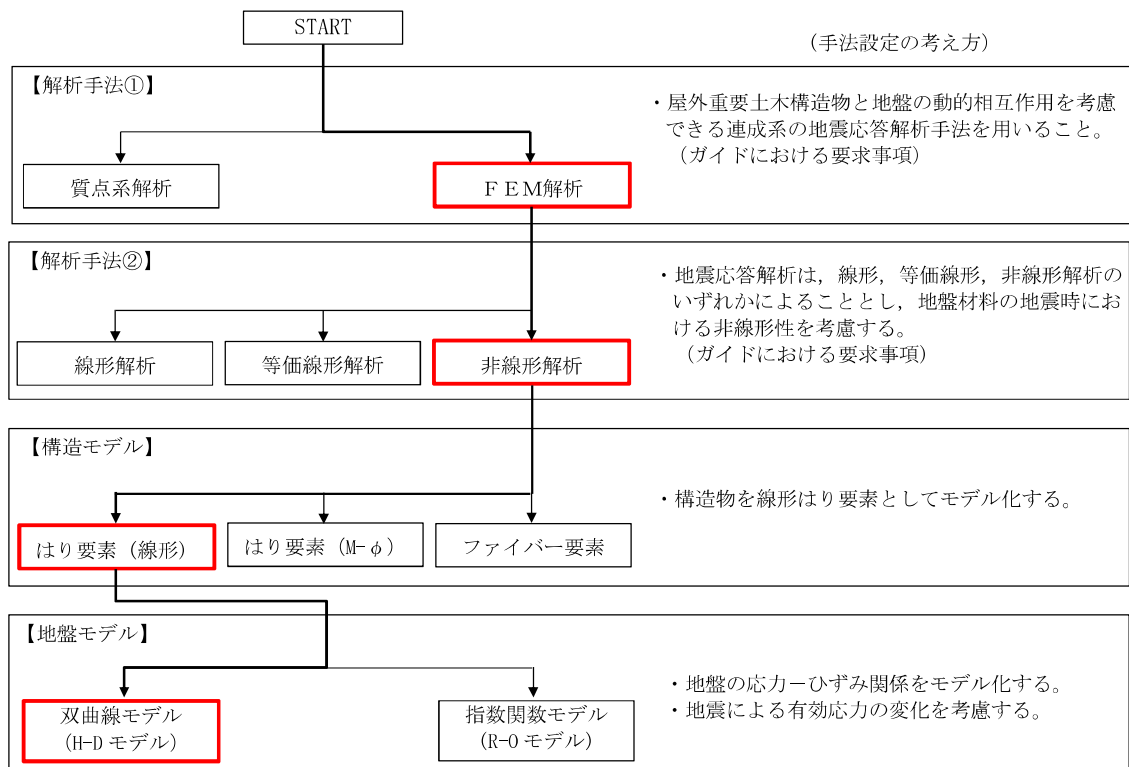 START
(手法設定の考え方)
【解析手法①】
・屋外重要土木構造物と地盤の動的相互作用を考慮
できる連成系の地震応答解析手法を用いること。
(ガイドにおける要求事項)
質点系解析
ＦＥＭ解析
【解析手法②】
・地震応答解析は，線形，等価線形，非線形解析の
いずれかによることとし，地盤材料の地震時にお
ける非線形性を考慮する。
(ガイドにおける要求事項)
線形解析
等価線形解析
非線形解析
【構造モデル】
・構造物を線形はり要素としてモデル化する。
はり要素（線形）
はり要素（M-φ）
ファイバー要素
【地盤モデル】
・地盤の応力－ひずみ関係をモデル化する。
・地震による有効応力の変化を考慮する。
双曲線モデル
(H-D モデル)
指数関数モデル
(R-O モデル)